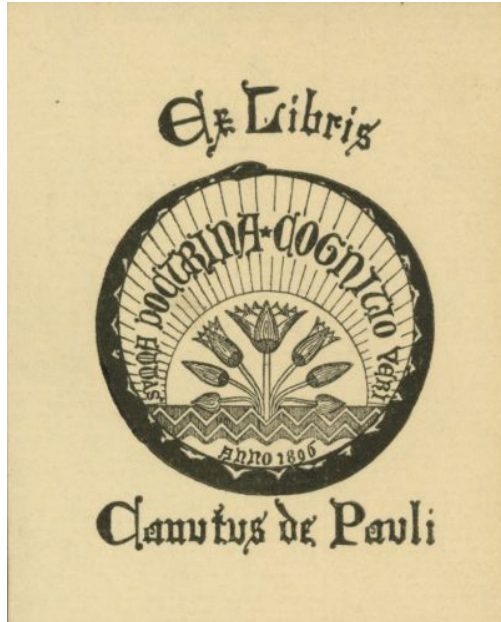 Ex Libris
DOCTRINA ★ COGNITIO VERI
ANNO 1896
Canutus de Pauli